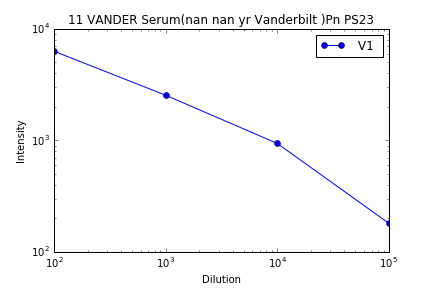 11 VANDER Serum(nan nan yr Vanderbilt )Pn PS23
V1
Intensity
10^4
10^3
10^2
10^2 10^3 10^4 10^5
Dilution